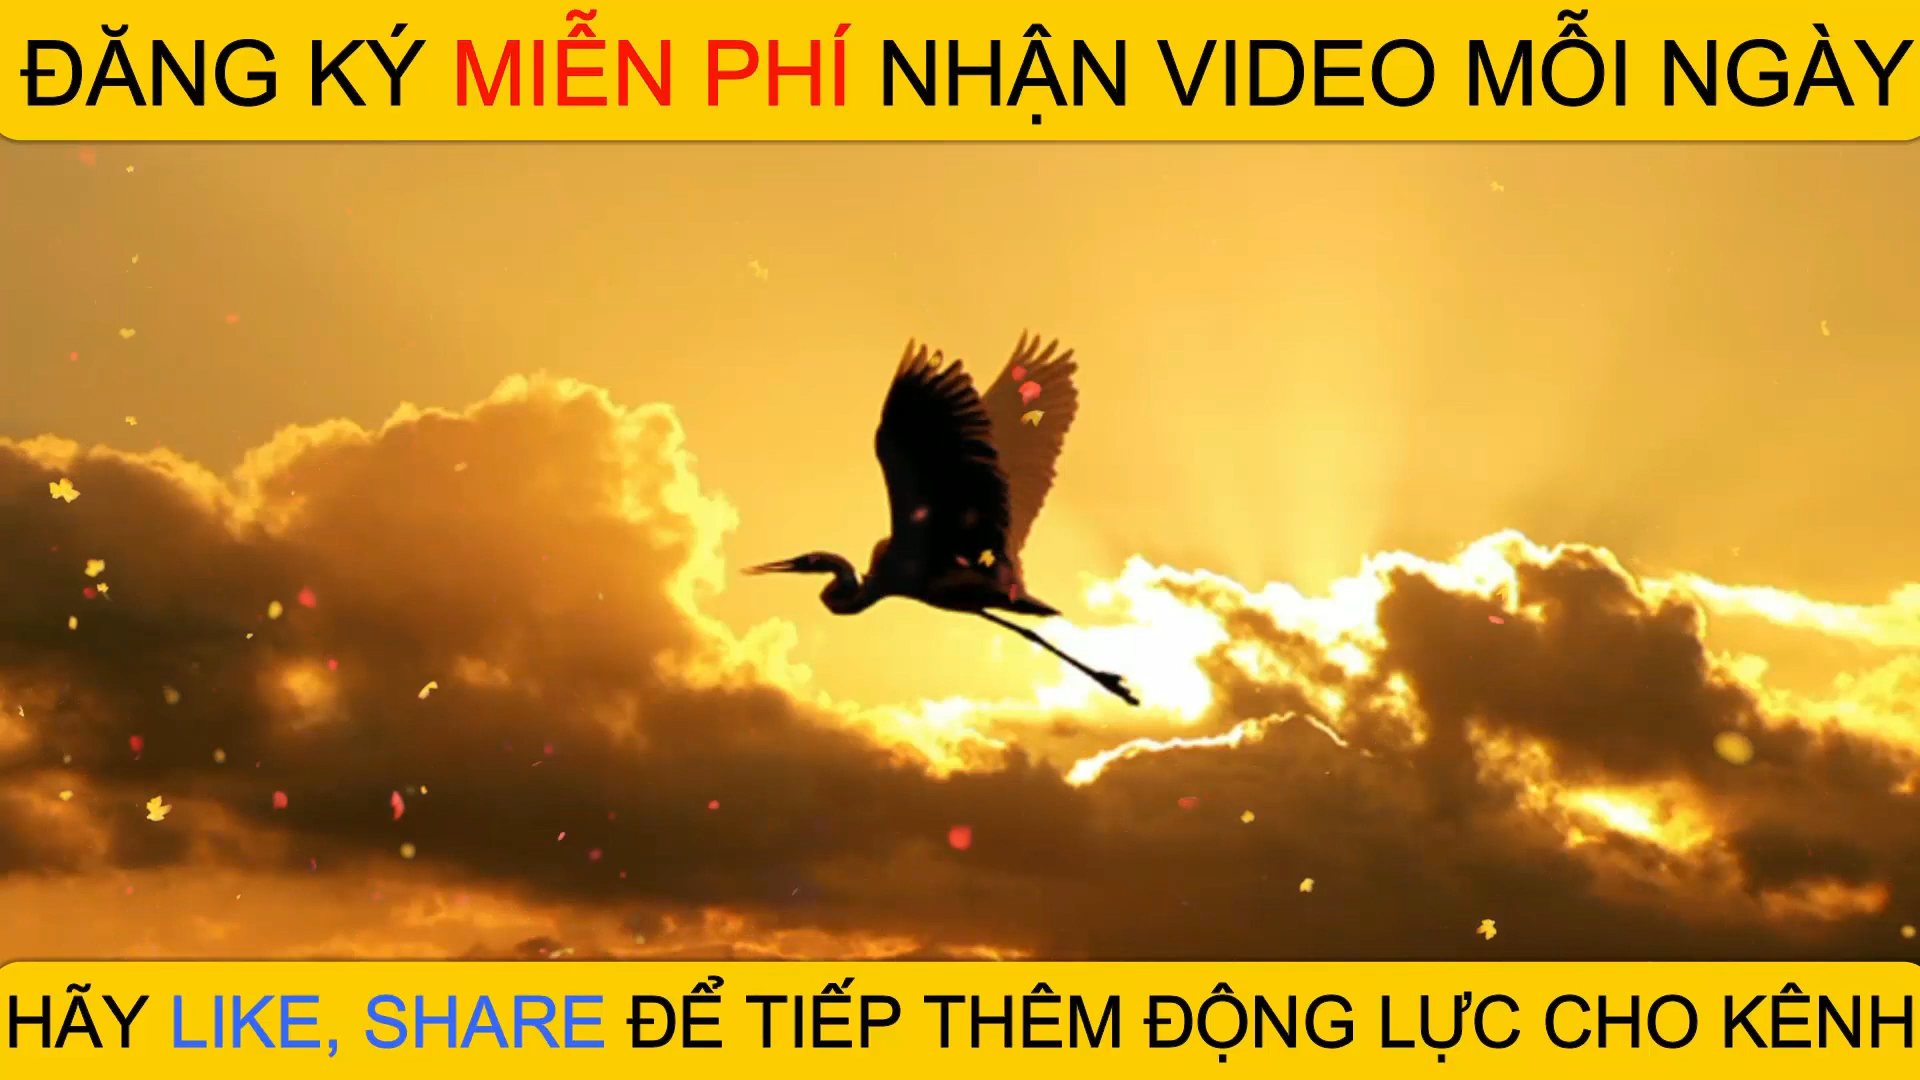 ĐĂNG KÝ MIỄN PHÍ NHẬN VIDEO MỖI NGÀY
HÃY LIKE, SHARE ĐỂ TIẾP THÊM ĐỘNG LỰC CHO KÊNH